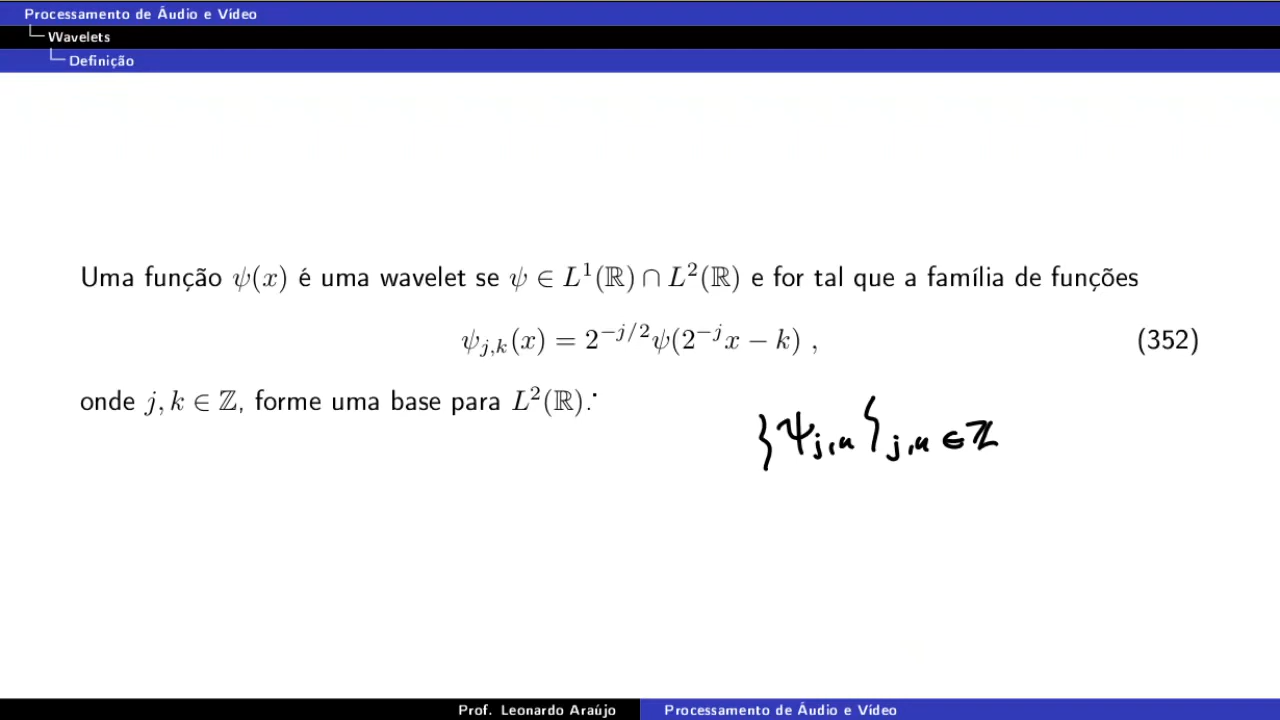 Processamento de Áudio e Vídeo
Wavelets
Definição
Uma função ψ(x) é uma wavelet se ψ ∈ L¹(ℝ) ∩ L²(ℝ) e for tal que a família de funções
ψ_{j,k}(x) = 2^{−j/2}ψ(2^{−j}x − k) , (352)
onde j, k ∈ ℤ, forme uma base para L²(ℝ).
{ψ_{j,k}}_{j,k ∈ ℤ}
Prof. Leonardo Araújo Processamento de Áudio e Vídeo